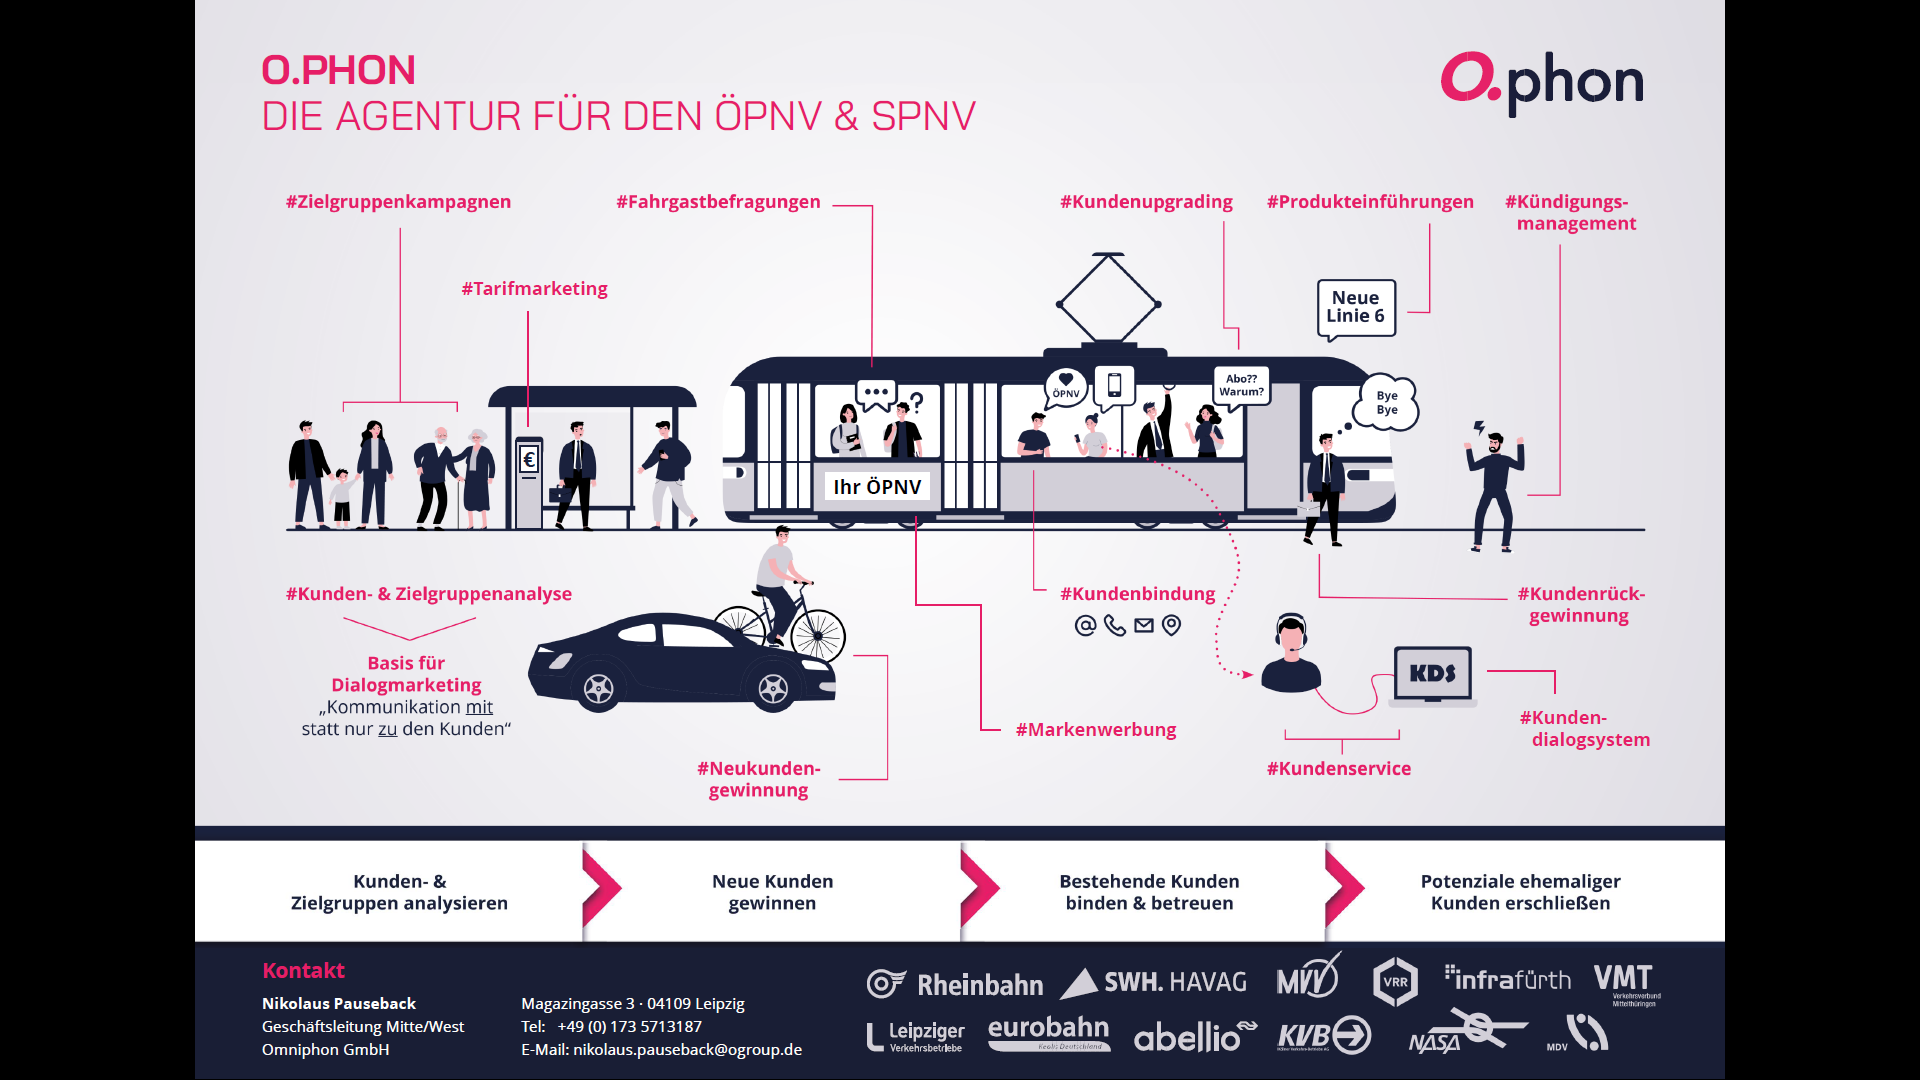 O.PHON
DIE AGENTUR FÜR DEN ÖPNV & SPNV
O.phon
#Zielgruppenkampagnen
#Fahrgastbefragungen
#Kundenupgrading
#Produkteinführungen
#Kündigungs-
management
#Tarifmarketing
Neue
Linie 6
ÖPNV
Abo??
Warum?
Bye
Bye
?
€
Ihr ÖPNV
#Kunden- & Zielgruppenanalyse
Basis für
Dialogmarketing
„Kommunikation mit
statt nur zu den Kunden“
#Kundenbindung
#Kundenrück-
gewinnung
KDS
#Markenwerbung
#Kunden-
dialogsystem
#Neukunden-
gewinnung
#Kundenservice
Kunden- &
Zielgruppen analysieren
Neue Kunden
gewinnen
Bestehende Kunden
binden & betreuen
Potenziale ehemaliger
Kunden erschließen
Kontakt
Nikolaus Pauseback
Geschäftsleitung Mitte/West
Omniphon GmbH
Magazingasse 3 · 04109 Leipzig
Tel: +49 (0) 173 5713187
E-Mail: nikolaus.pauseback@ogroup.de
Rheinbahn
SWH. HAVAG
MVV
VRR
infrafürth
VMT
Verkehrsverbund
Mittelthüringen
Leipziger
Verkehrsbetriebe
eurobahn
Keolis Deutschland
abellio
KVB
NASA
MDV